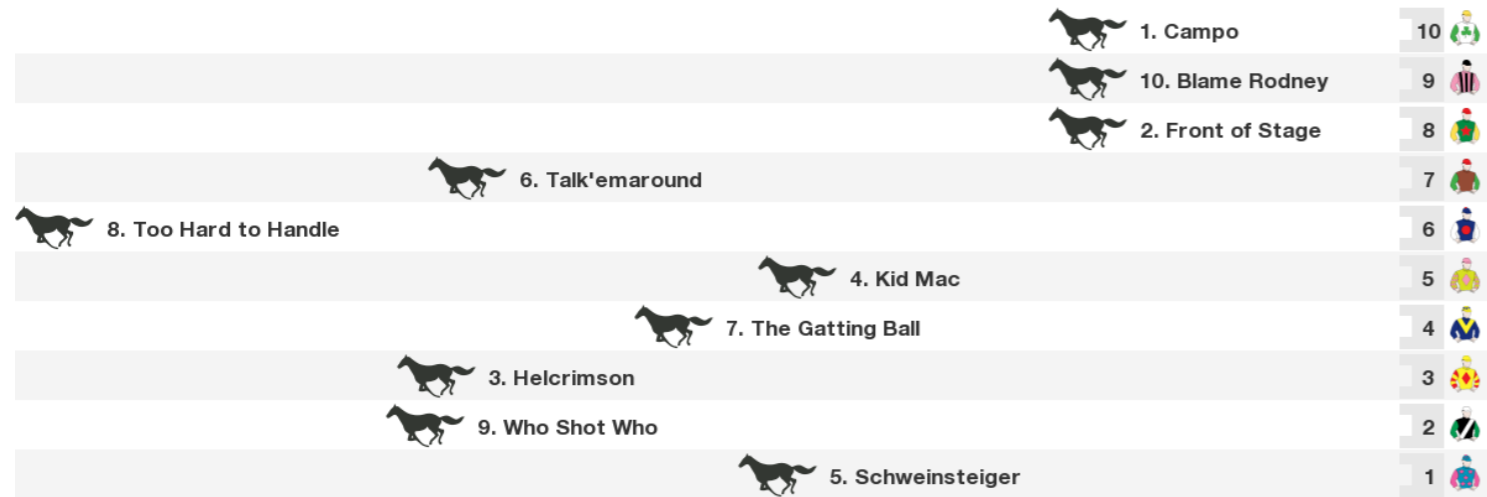 1. Campo 10
10. Blame Rodney 9
2. Front of Stage 8
6. Talk'emaround 7
8. Too Hard to Handle 6
4. Kid Mac 5
7. The Gatting Ball 4
3. Helcrimson 3
9. Who Shot Who 2
5. Schweinsteiger 1